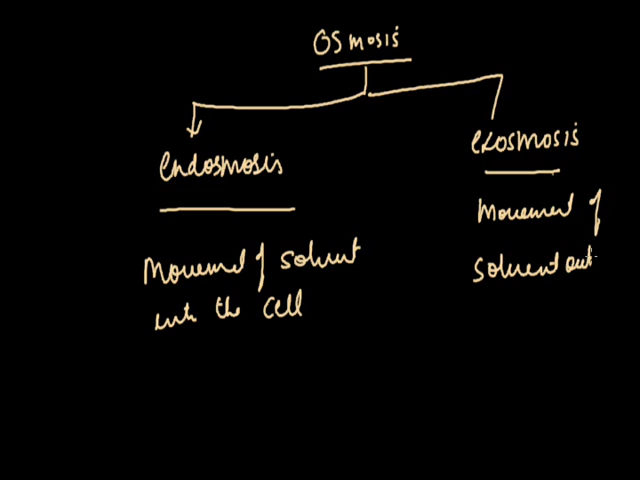 Osmosis
Endosmosis
Movement of solvent
into the cell
Exosmosis
Movement of
solvent out